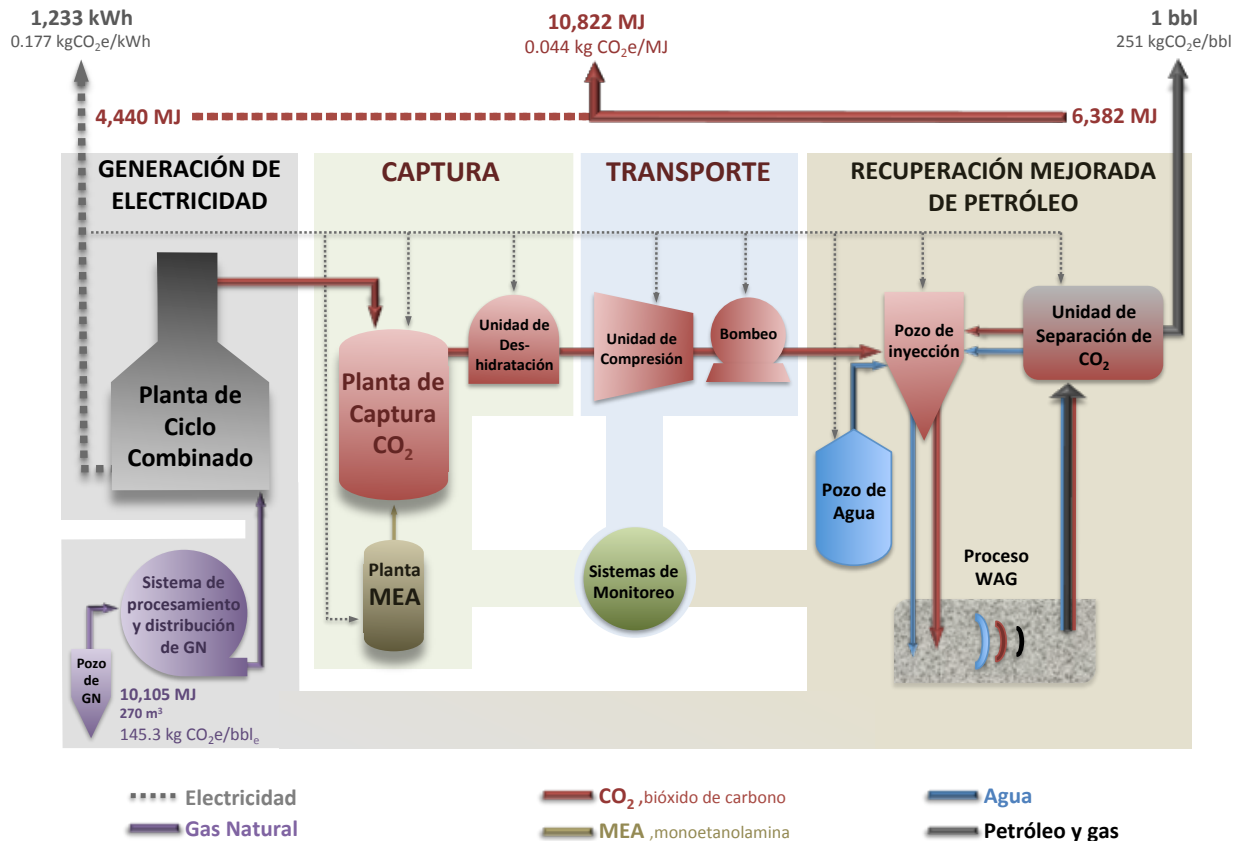 1,233 kWh
0.177 kgCO₂e/kWh
10,822 MJ
0.044 kg CO₂e/MJ
1 bbl
251 kgCO₂e/bbl
4,440 MJ
6,382 MJ
GENERACIÓN DE
ELECTRICIDAD
CAPTURA
TRANSPORTE
RECUPERACIÓN MEJORADA
DE PETRÓLEO
Planta de
Ciclo
Combinado
Planta de
Captura
CO₂
Unidad de
Des-
hidratación
Unidad de
Compresión
Bombeo
Pozo de
inyección
Unidad de
Separación de
CO₂
Pozo de
Agua
Planta
MEA
Sistemas de
Monitoreo
Proceso
WAG
Sistema de
procesamiento
y distribución
de GN
Pozo
de
GN
10,105 MJ
270 m³
145.3 kg CO₂e/bblₑ
Electricidad
CO₂ ,bióxido de carbono
Agua
Gas Natural
MEA ,monoetanolamina
Petróleo y gas